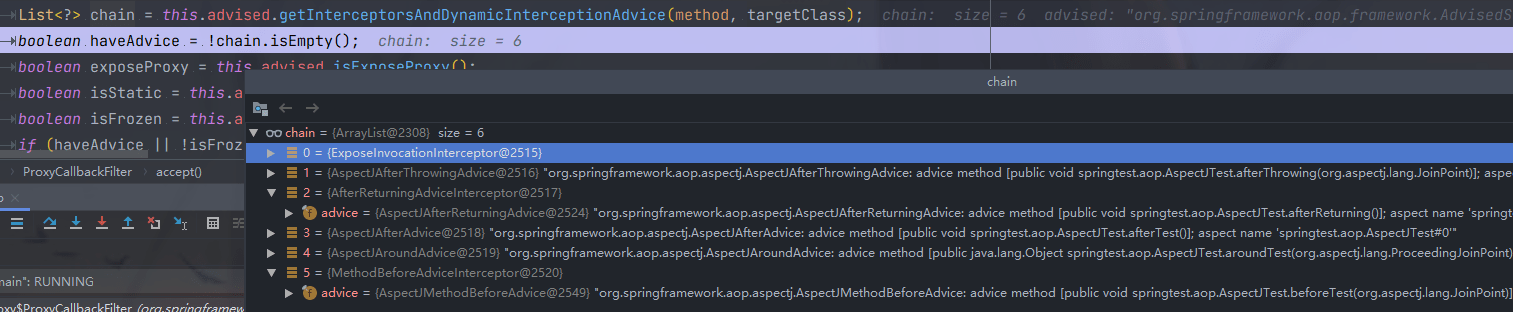 List<?> chain = this.advised.getInterceptorsAndDynamicInterceptionAdvice(method, targetClass); chain: size = 6 advised: "org.springframework.aop.framework.AdvisedS
boolean haveAdvice = !chain.isEmpty(); chain: size = 6
boolean exposeProxy = this.advised.isExposeProxy();
boolean isStatic = this.a
boolean isFrozen = this.a
if (haveAdvice || !isFroz
chain
chain = {ArrayList@2308} size = 6
0 = {ExposeInvocationInterceptor@2515}
1 = {AspectJAfterThrowingAdvice@2516} "org.springframework.aop.aspectj.AspectJAfterThrowingAdvice: advice method [public void springtest.aop.AspectJTest.afterThrowing(org.aspectj.lang.JoinPoint)]; aspec
2 = {AfterReturningAdviceInterceptor@2517}
advice = {AspectJAfterReturningAdvice@2524} "org.springframework.aop.aspectj.AspectJAfterReturningAdvice: advice method [public void springtest.aop.AspectJTest.afterReturning()]; aspect name 'springte
3 = {AspectJAfterAdvice@2518} "org.springframework.aop.aspectj.AspectJAfterAdvice: advice method [public void springtest.aop.AspectJTest.afterTest()]; aspect name 'springtest.aop.AspectJTest#0'"
4 = {AspectJAroundAdvice@2519} "org.springframework.aop.aspectj.AspectJAroundAdvice: advice method [public java.lang.Object springtest.aop.AspectJTest.aroundTest(org.aspectj.lang.ProceedingJoinPoint)
5 = {MethodBeforeAdviceInterceptor@2520}
advice = {AspectJMethodBeforeAdvice@2549} "org.springframework.aop.aspectj.AspectJMethodBeforeAdvice: advice method [public void springtest.aop.AspectJTest.beforeTest(org.aspectj.lang.JoinPoint)]
ProxyCallbackFilter › accept()
main": RUNNING
oxy$ProxyCallbackFilter (org.springframew